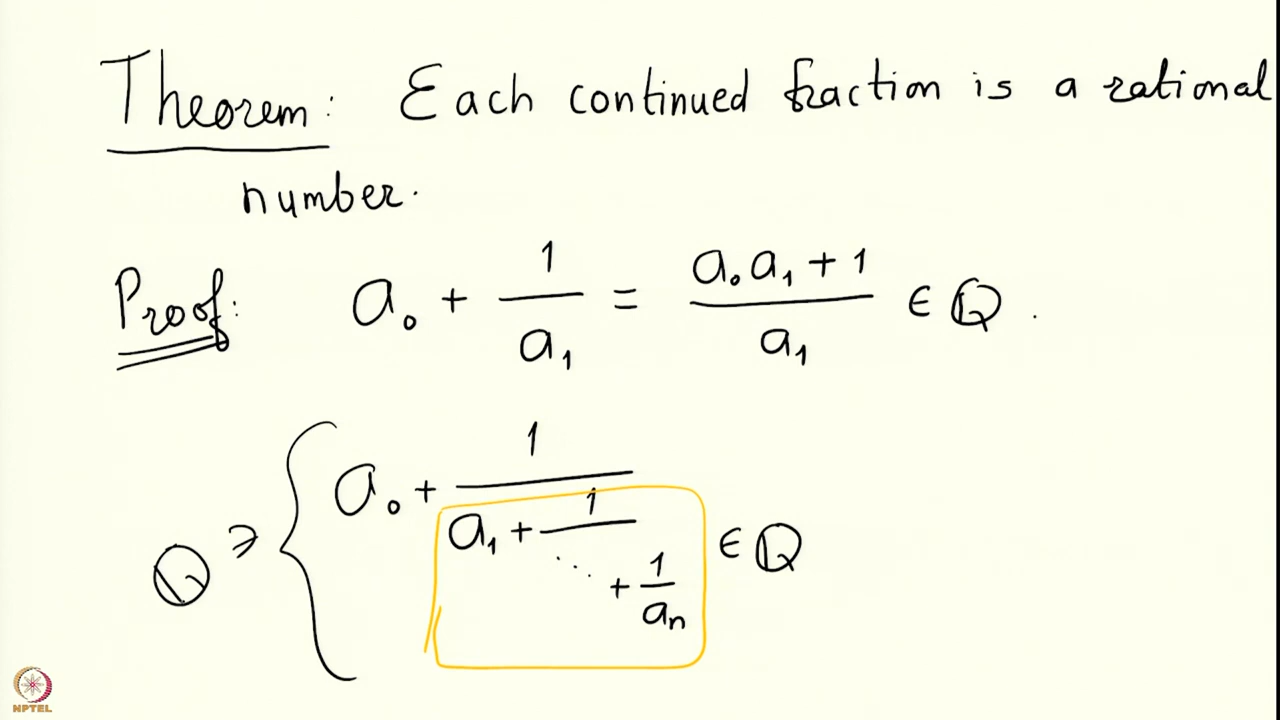 Theorem: Each continued fraction is a rational
number.
Proof: a₀ + 1/a₁ = (a₀a₁ + 1)/a₁ ∈ ℚ.
ℚ ∋ { a₀ + 1/(a₁ + 1/(⋱ + 1/aₙ)) ∈ ℚ
NPTEL